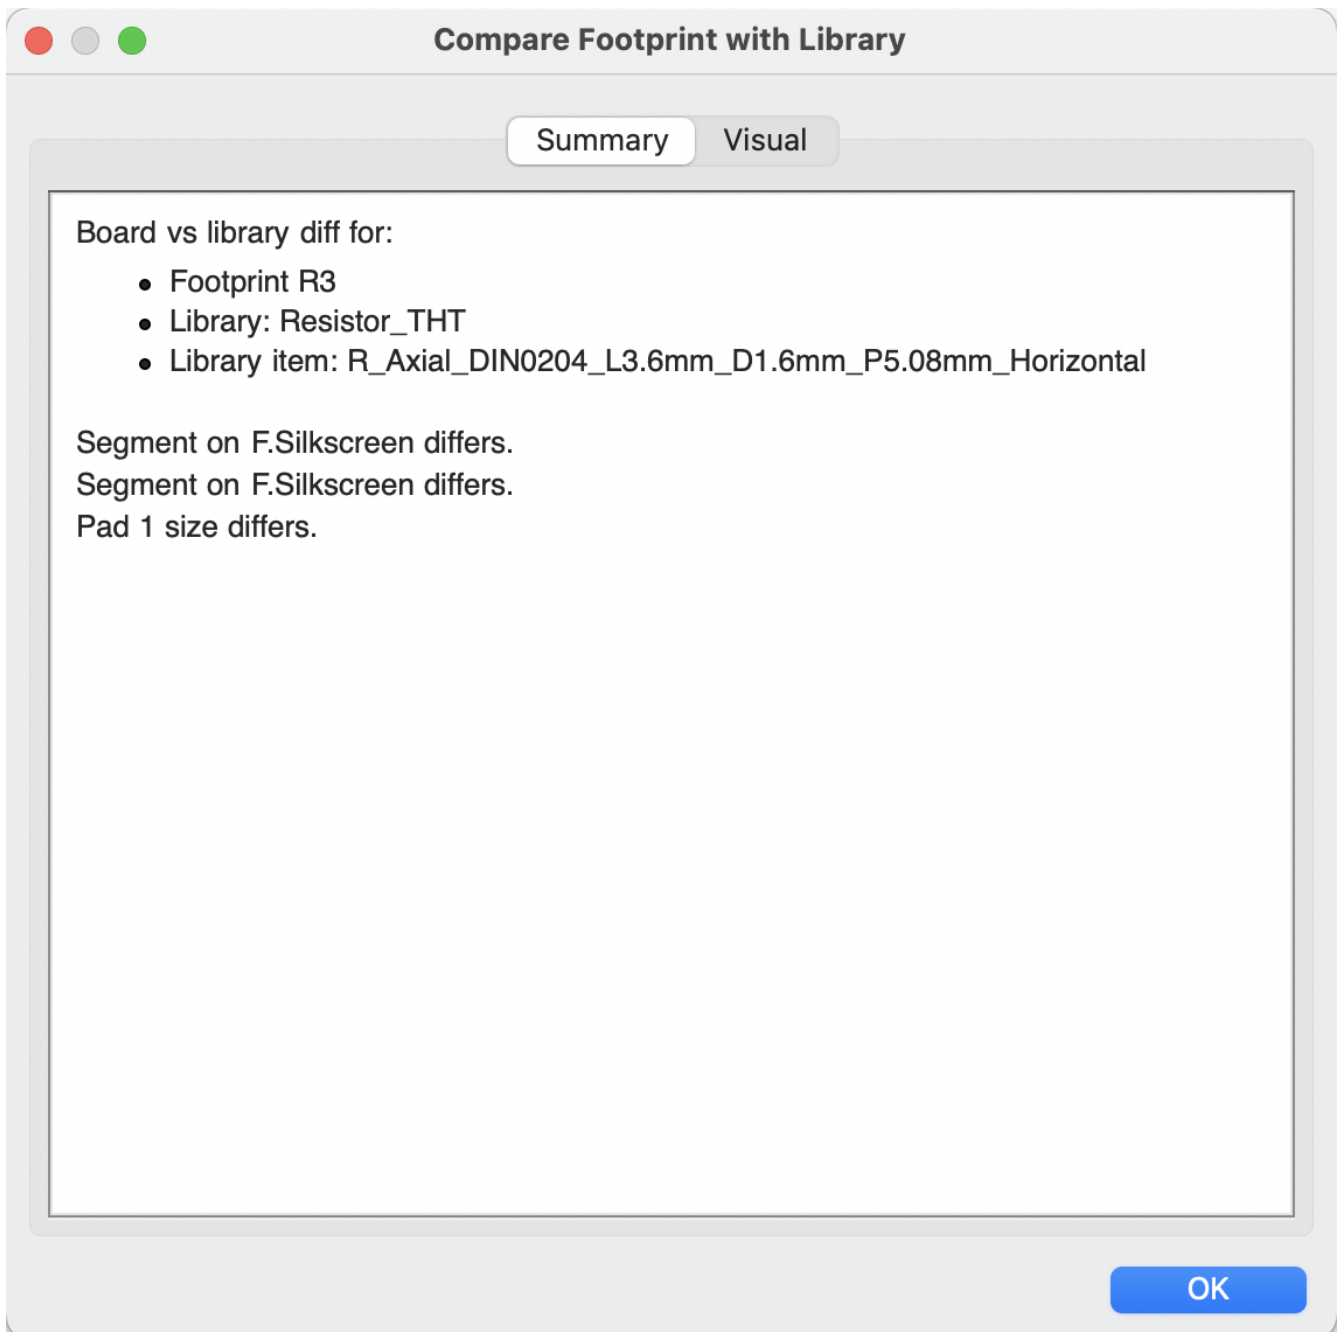 Compare Footprint with Library
Summary
Visual
Board vs library diff for:
• Footprint R3
• Library: Resistor_THT
• Library item: R_Axial_DIN0204_L3.6mm_D1.6mm_P5.08mm_Horizontal
Segment on F.Silkscreen differs.
Segment on F.Silkscreen differs.
Pad 1 size differs.
OK